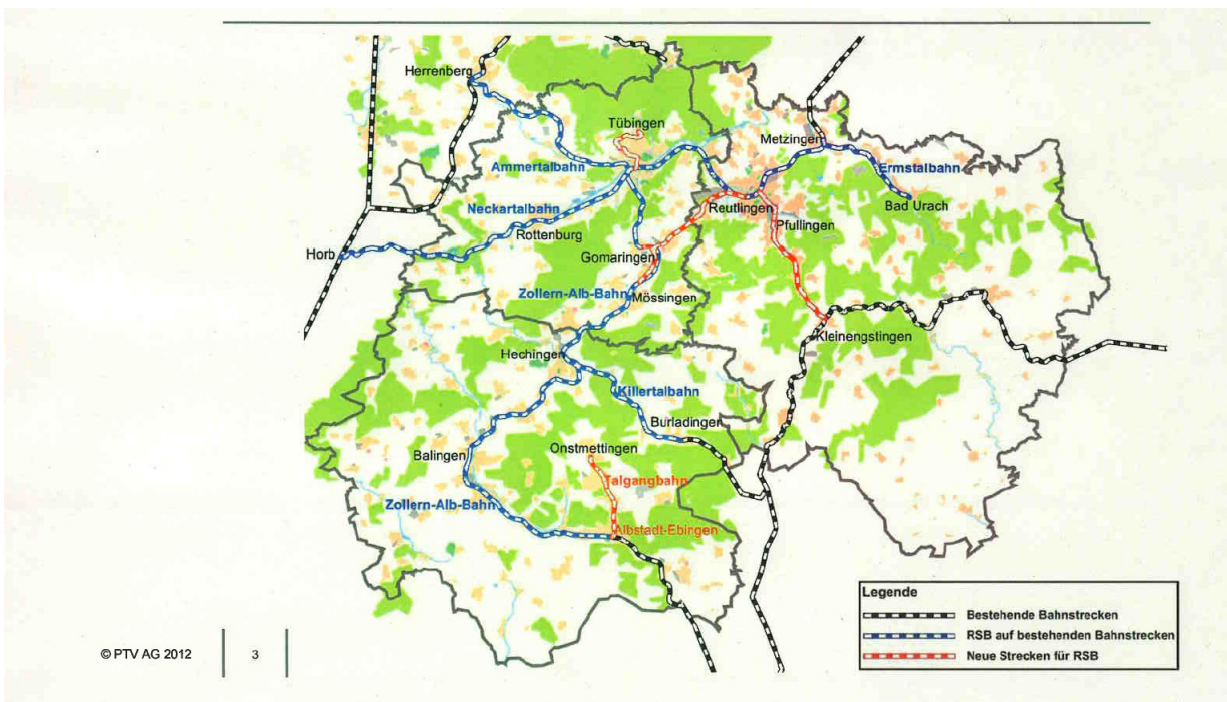 Herrenberg
Tübingen
Metzingen
Ammertalbahn
Ermstalbahn
Neckartalbahn
Reutlingen
Bad Urach
Pfullingen
Rottenburg
Horb
Gomaringen
Zollern-Alb-Bahn
Mössingen
Kleinengstingen
Hechingen
Killertalbahn
Burladingen
Onstmettingen
Balingen
Talgangbahn
Zollern-Alb-Bahn
Albstadt-Ebingen
Legende
Bestehende Bahnstrecken
RSB auf bestehenden Bahnstrecken
Neue Strecken für RSB
© PTV AG 2012
3